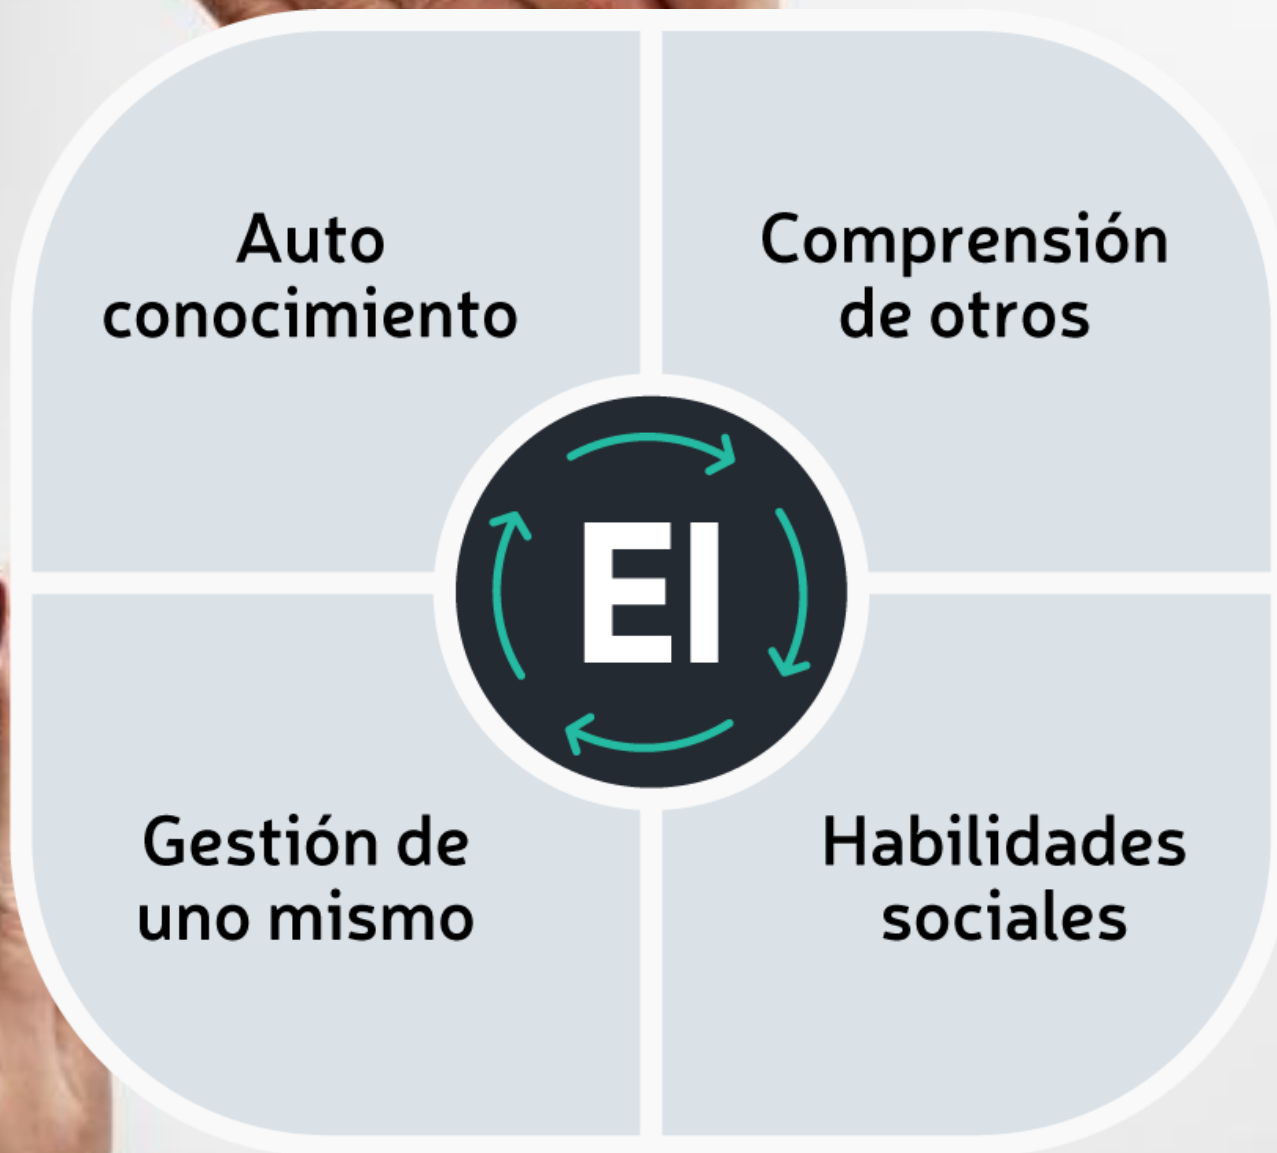 Auto
conocimiento
Comprensión
de otros
EI
Gestión de
uno mismo
Habilidades
sociales